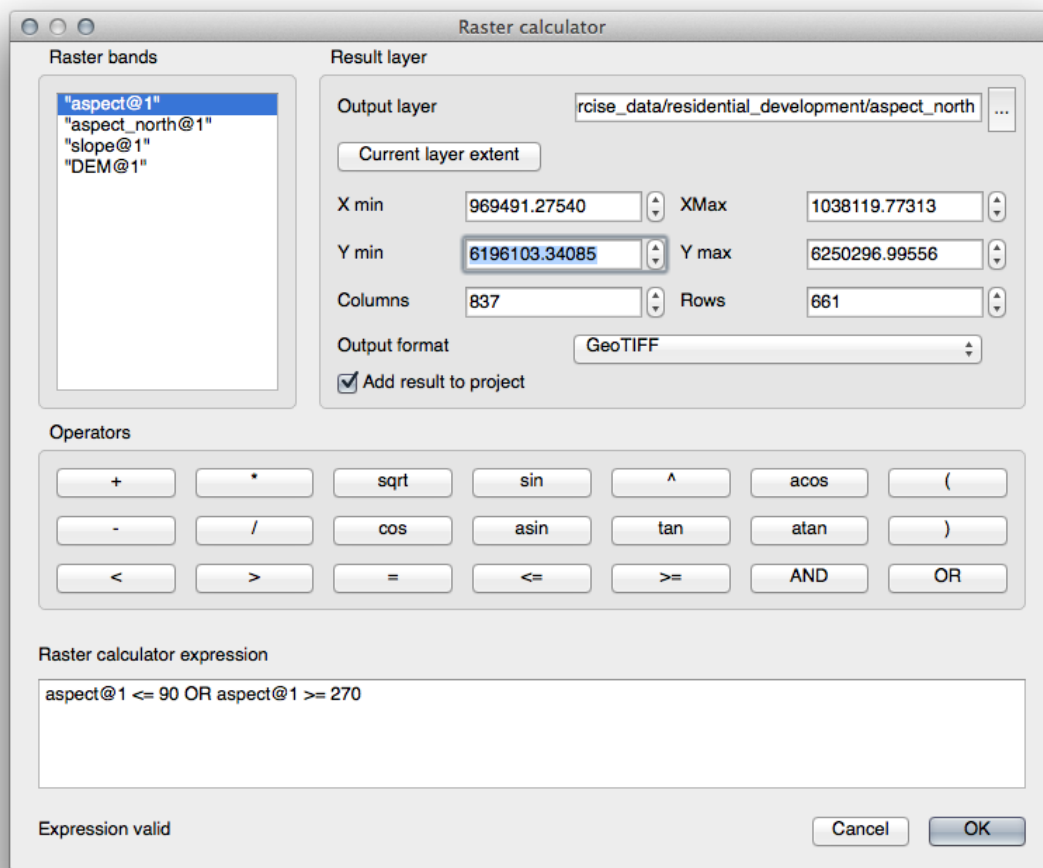 Raster calculator
Raster bands
Result layer
"aspect@1"
"aspect_north@1"
"slope@1"
"DEM@1"
Output layer
rcise_data/residential_development/aspect_north
...
Current layer extent
X min
969491.27540
XMax
1038119.77313
Y min
6196103.34085
Y max
6250296.99556
Columns
837
Rows
661
Output format
GeoTIFF
Add result to project
Operators
+ * sqrt sin ^ acos (
- / cos asin tan atan )
< > = <= >= AND OR
Raster calculator expression
aspect@1 <= 90 OR aspect@1 >= 270
Expression valid
Cancel
OK